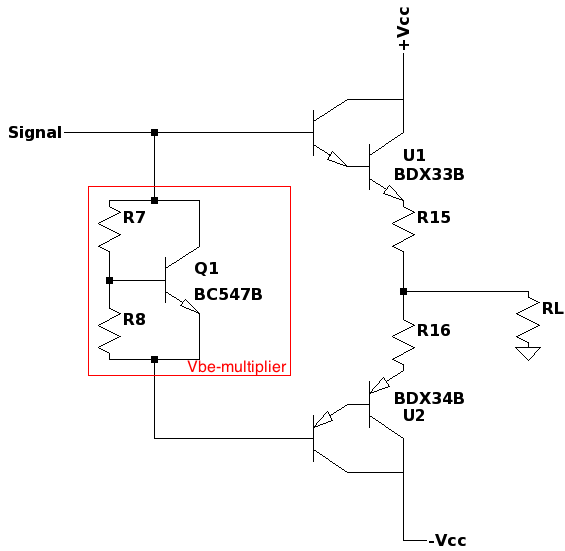 +Vcc
Signal
U1
BDX33B
R7
R15
Q1
BC547B
R8
R16
RL
Vbe-multiplier
BDX34B
U2
-Vcc